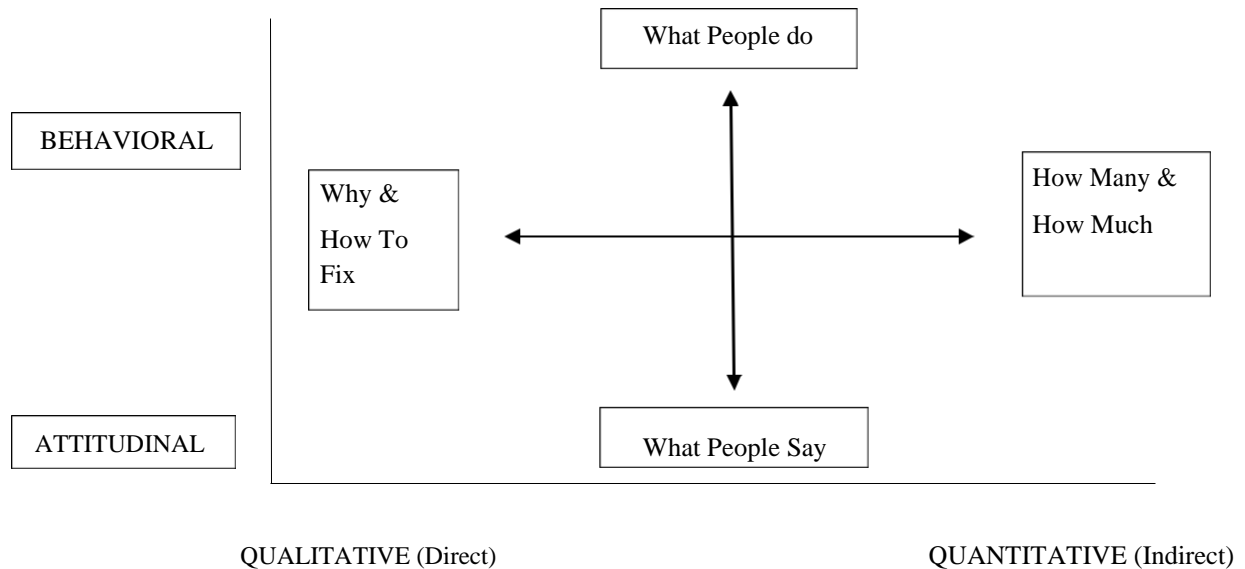 What People do
BEHAVIORAL
Why &
How To
Fix
How Many &
How Much
ATTITUDINAL
What People Say
QUALITATIVE (Direct)
QUANTITATIVE (Indirect)